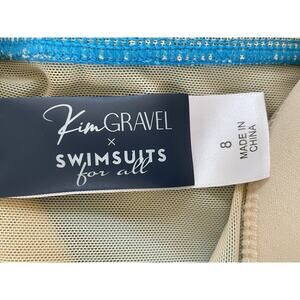 Kim GRAVEL
x
SWIMSUITS
for all
8
MADE IN
CHINA